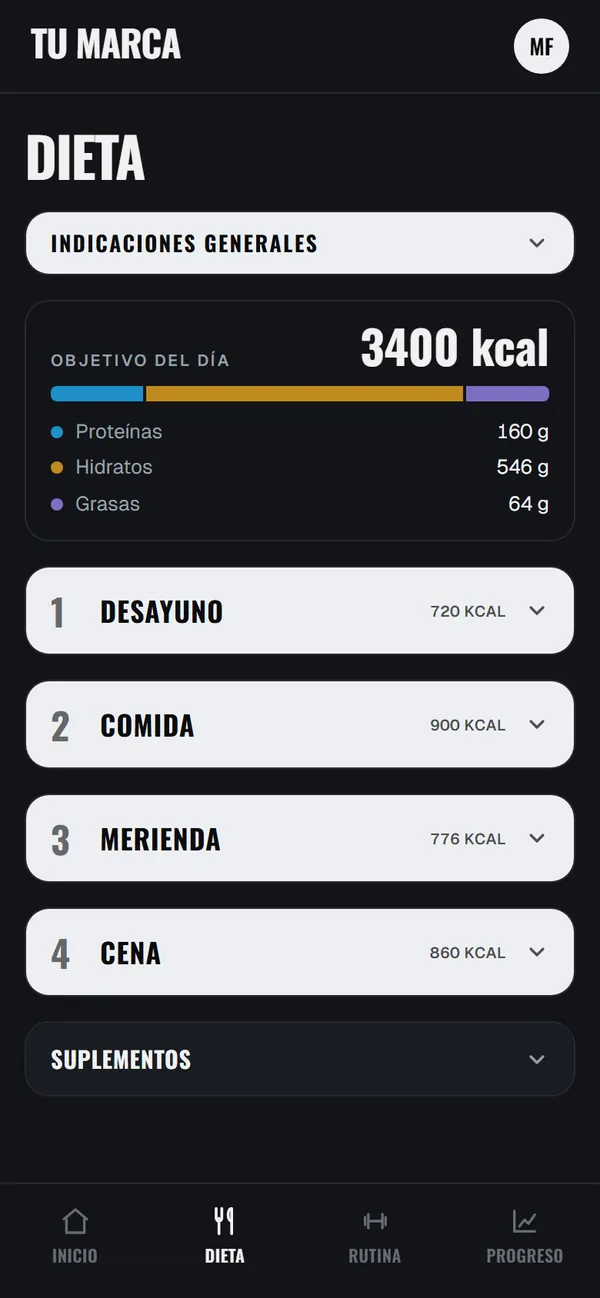 TU MARCA
MF
DIETA
INDICACIONES GENERALES
OBJETIVO DEL DÍA 3400 kcal
Proteínas 160 g
Hidratos 546 g
Grasas 64 g
1 DESAYUNO 720 KCAL
2 COMIDA 900 KCAL
3 MERIENDA 776 KCAL
4 CENA 860 KCAL
SUPLEMENTOS
INICIO DIETA RUTINA PROGRESO